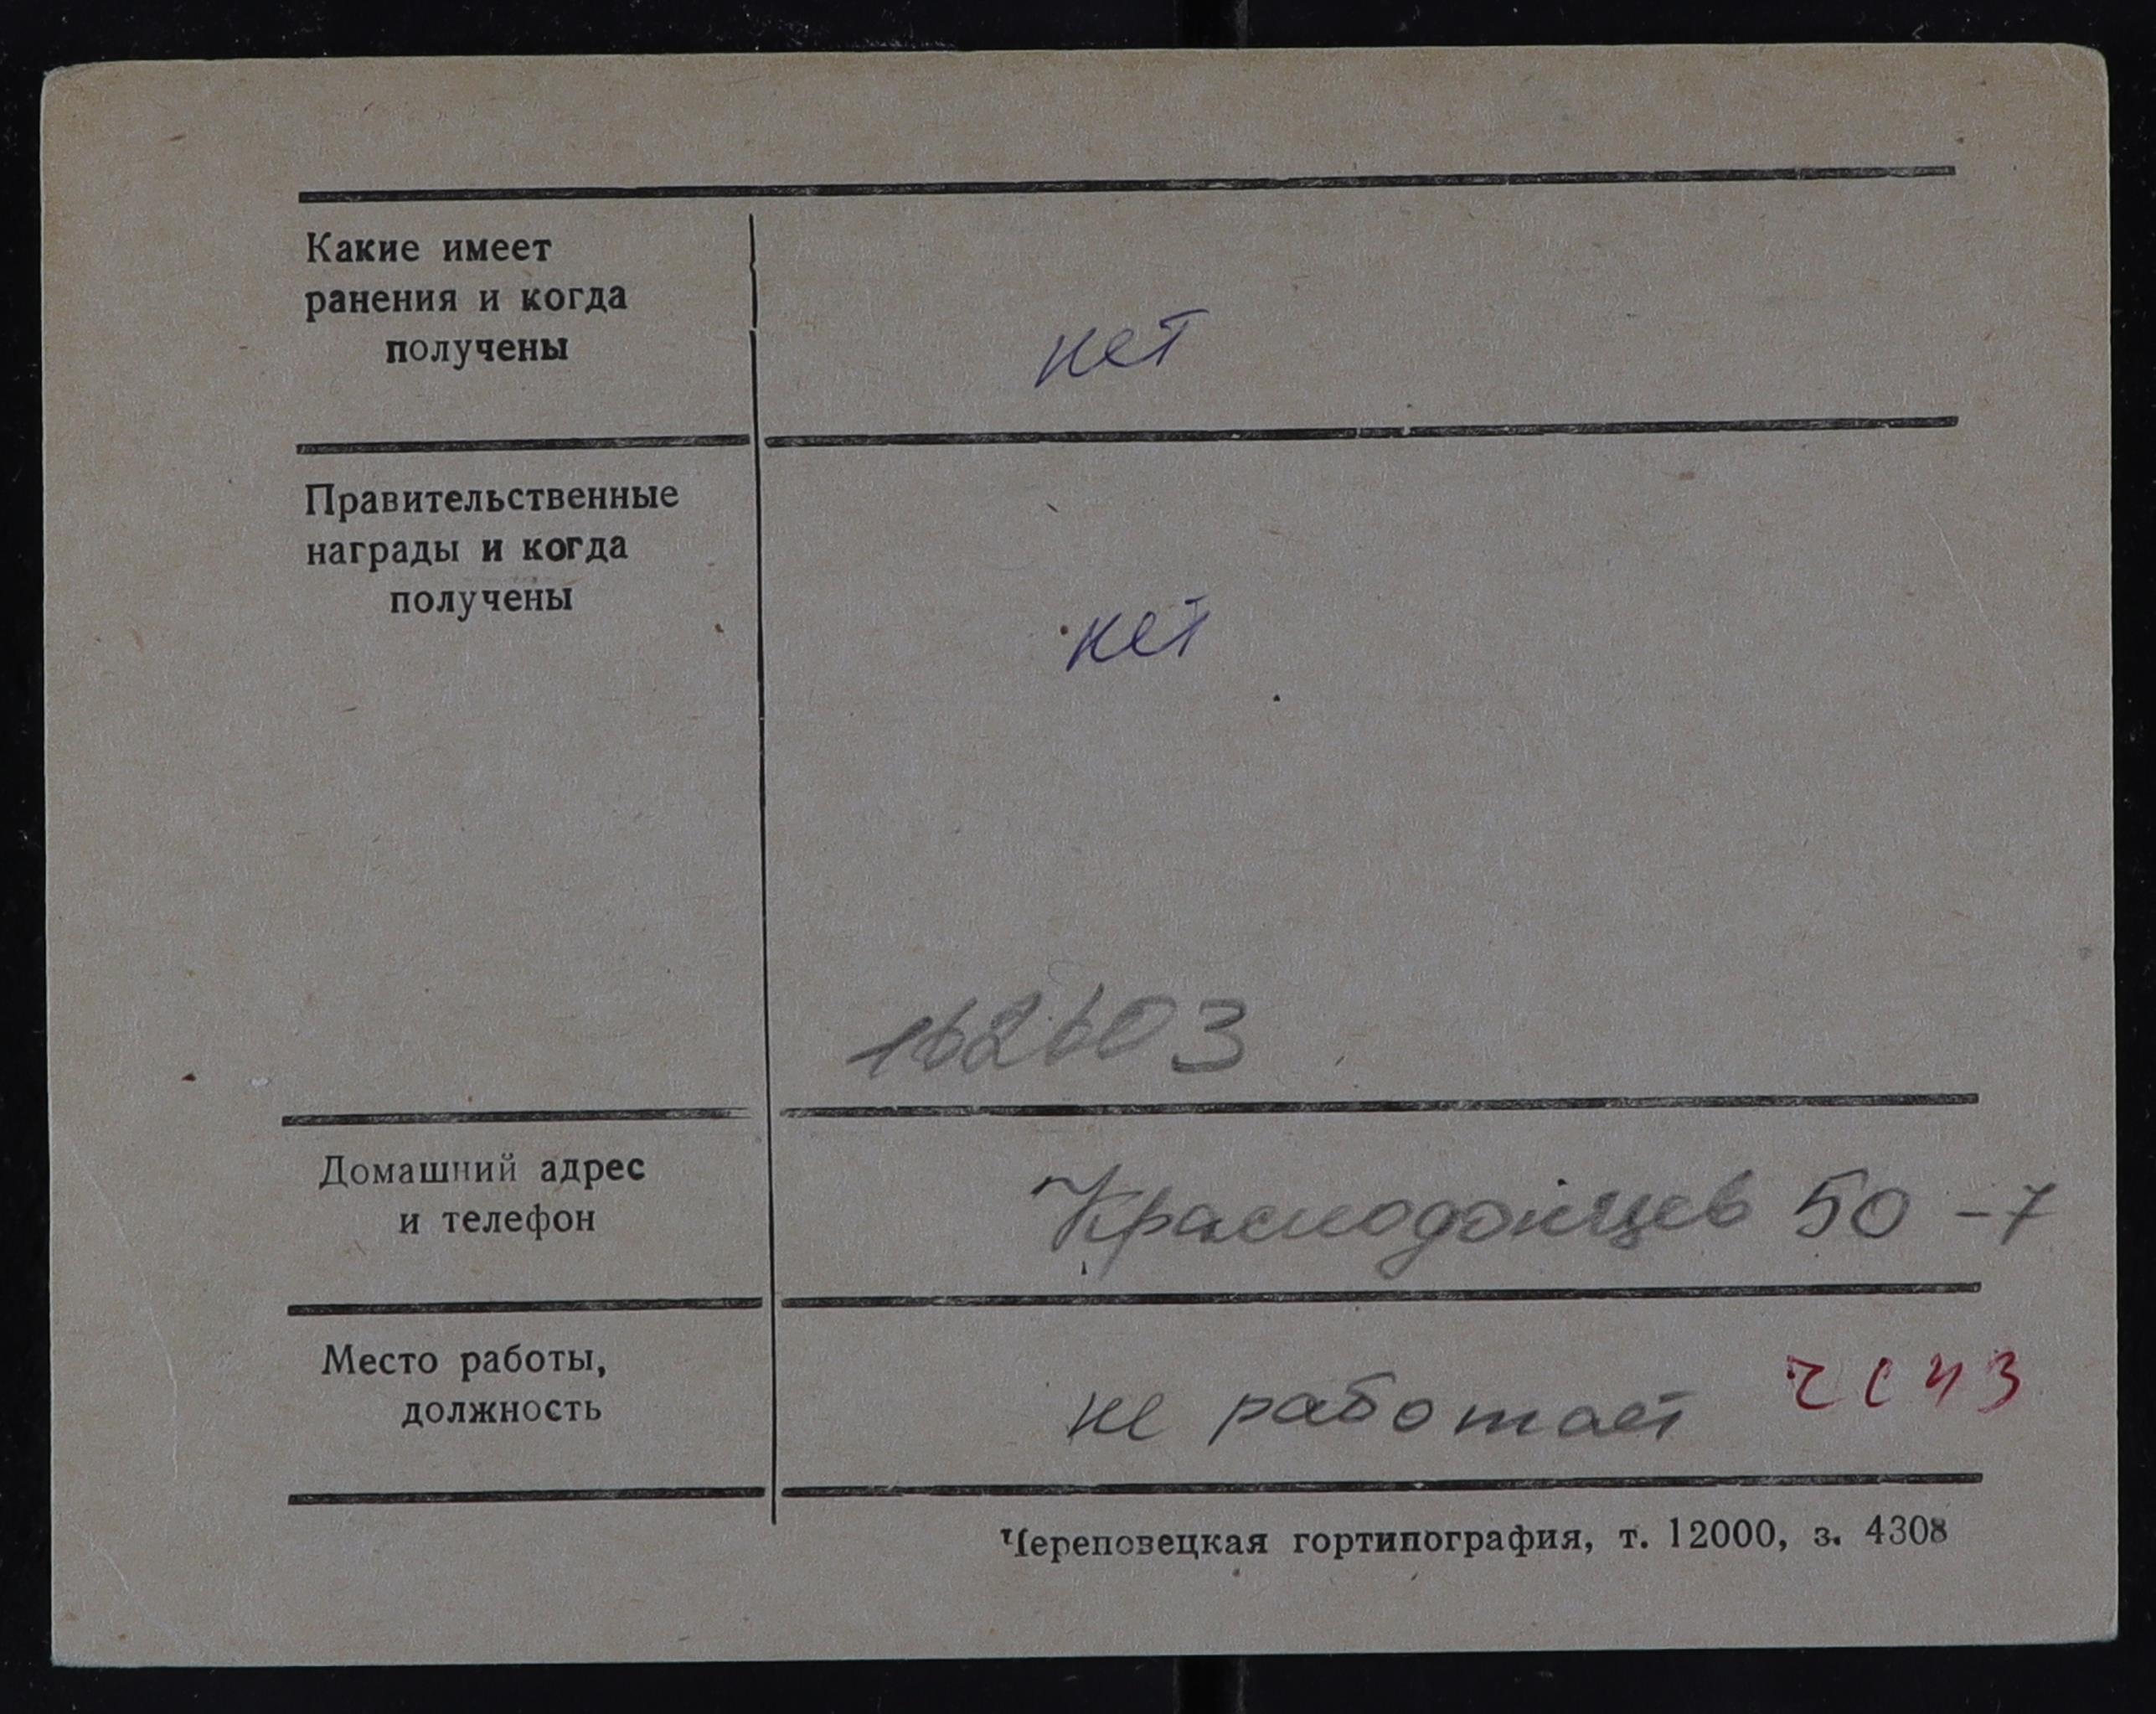 Какие имеет
ранения и когда
получены
нет
Правительственные
награды и когда
получены
нет
162603
Домашний адрес
и телефон
Краснодонцев 50-7
Место работы,
должность
не работает
Череповецкая гортипография, т. 12000, з. 4308